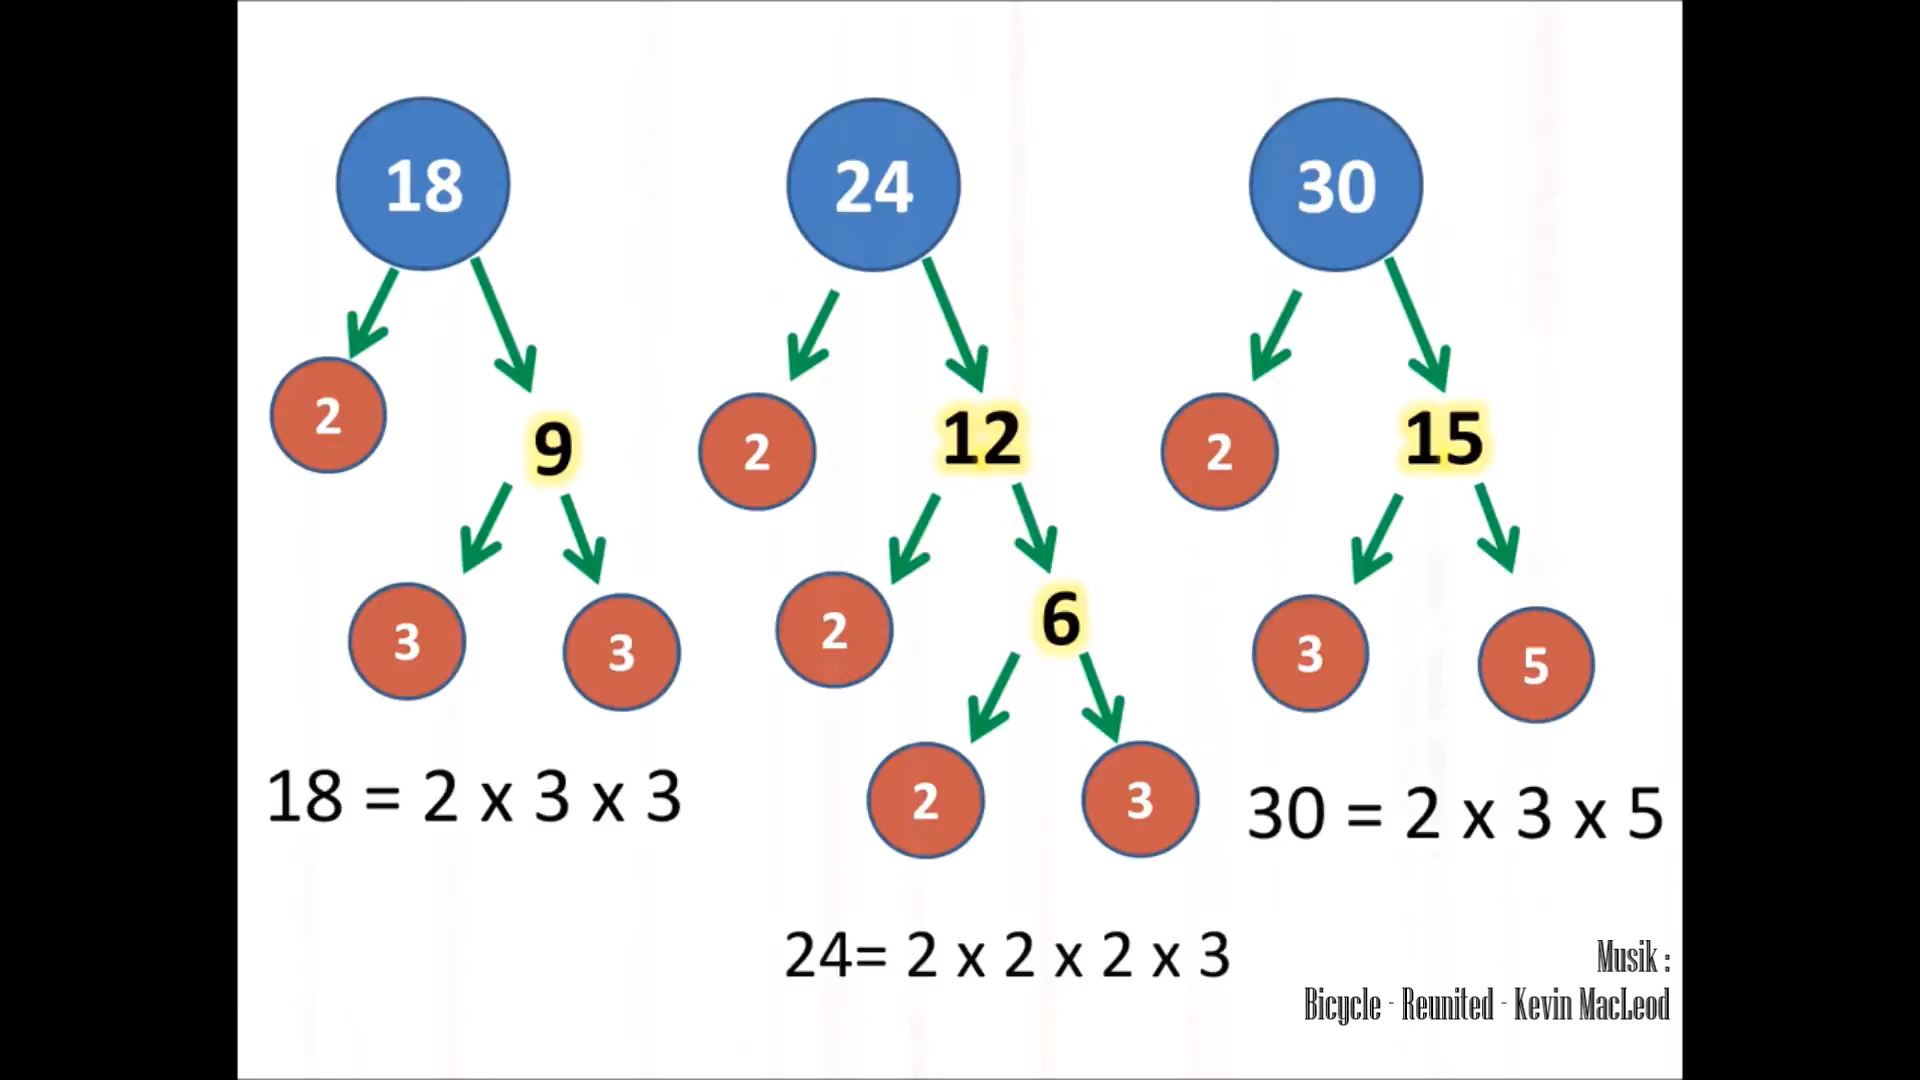 18 24 30
2 9 2 12 2 15
3 3 2 6 3 5
2 3
18 = 2 x 3 x 3
30 = 2 x 3 x 5
24= 2 x 2 x 2 x 3
Musik :
Bicycle - Reunited - Kevin MacLeod